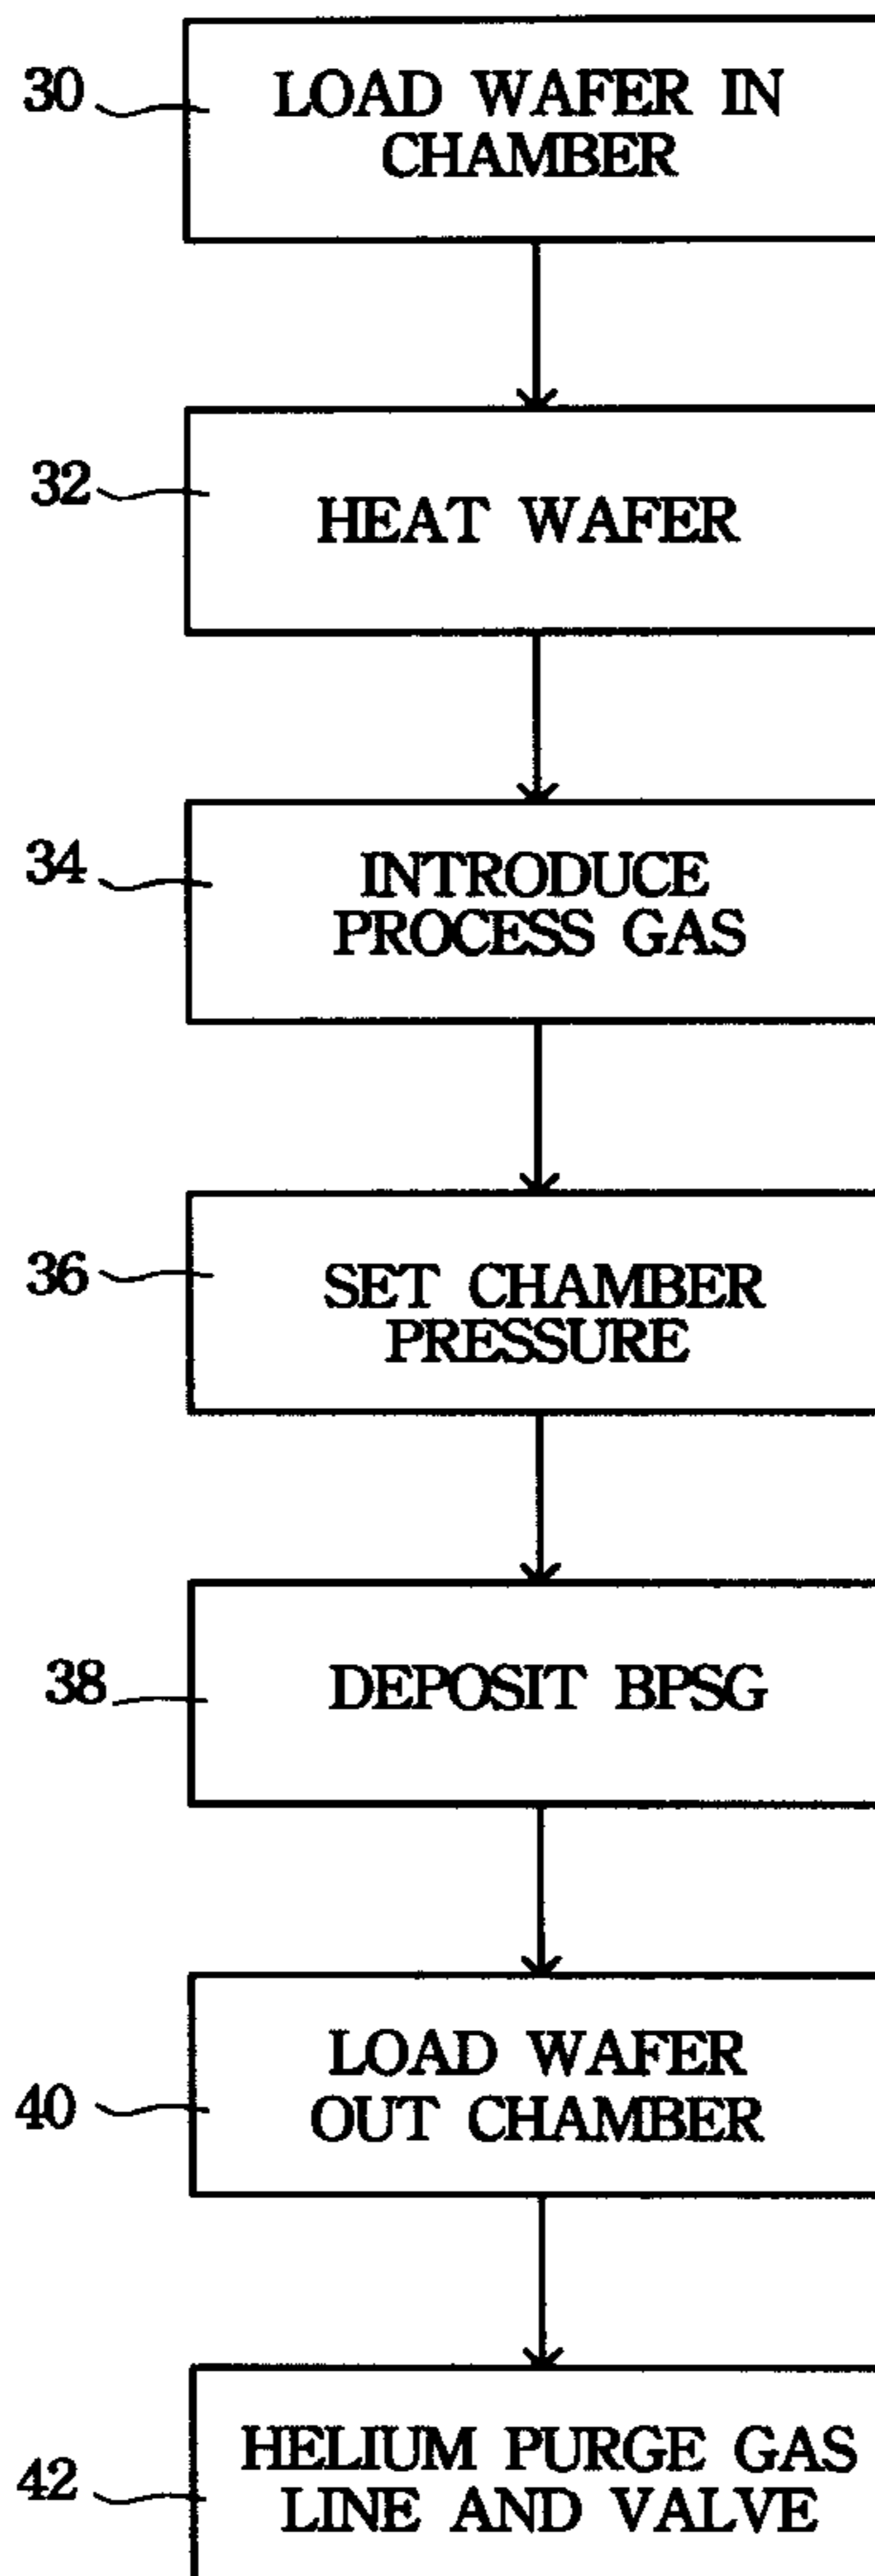 30
LOAD WAFER IN
CHAMBER
32
HEAT WAFER
34
INTRODUCE
PROCESS GAS
36
SET CHAMBER
PRESSURE
38
DEPOSIT BPSG
40
LOAD WAFER
OUT CHAMBER
42
HELIUM PURGE GAS
LINE AND VALVE